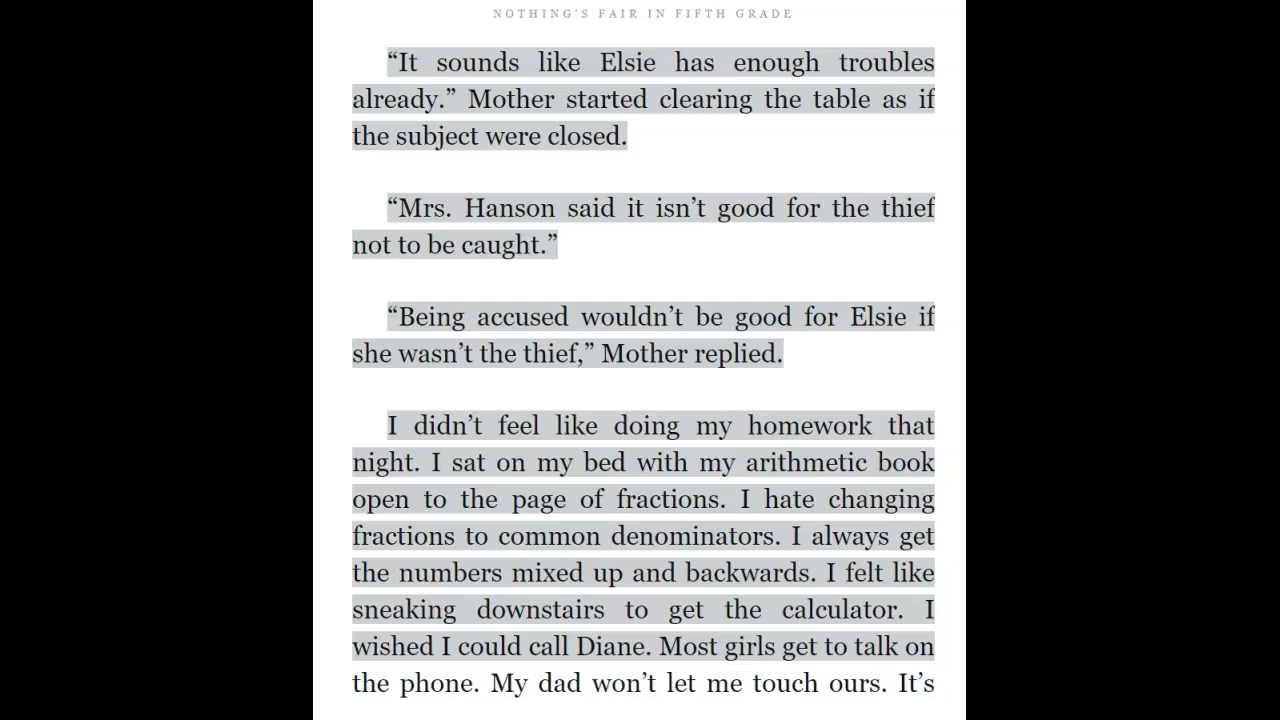 NOTHING'S FAIR IN FIFTH GRADE
“It sounds like Elsie has enough troubles
already.” Mother started clearing the table as if
the subject were closed.
“Mrs. Hanson said it isn’t good for the thief
not to be caught.”
“Being accused wouldn’t be good for Elsie if
she wasn’t the thief,” Mother replied.
I didn’t feel like doing my homework that
night. I sat on my bed with my arithmetic book
open to the page of fractions. I hate changing
fractions to common denominators. I always get
the numbers mixed up and backwards. I felt like
sneaking downstairs to get the calculator. I
wished I could call Diane. Most girls get to talk on
the phone. My dad won’t let me touch ours. It’s